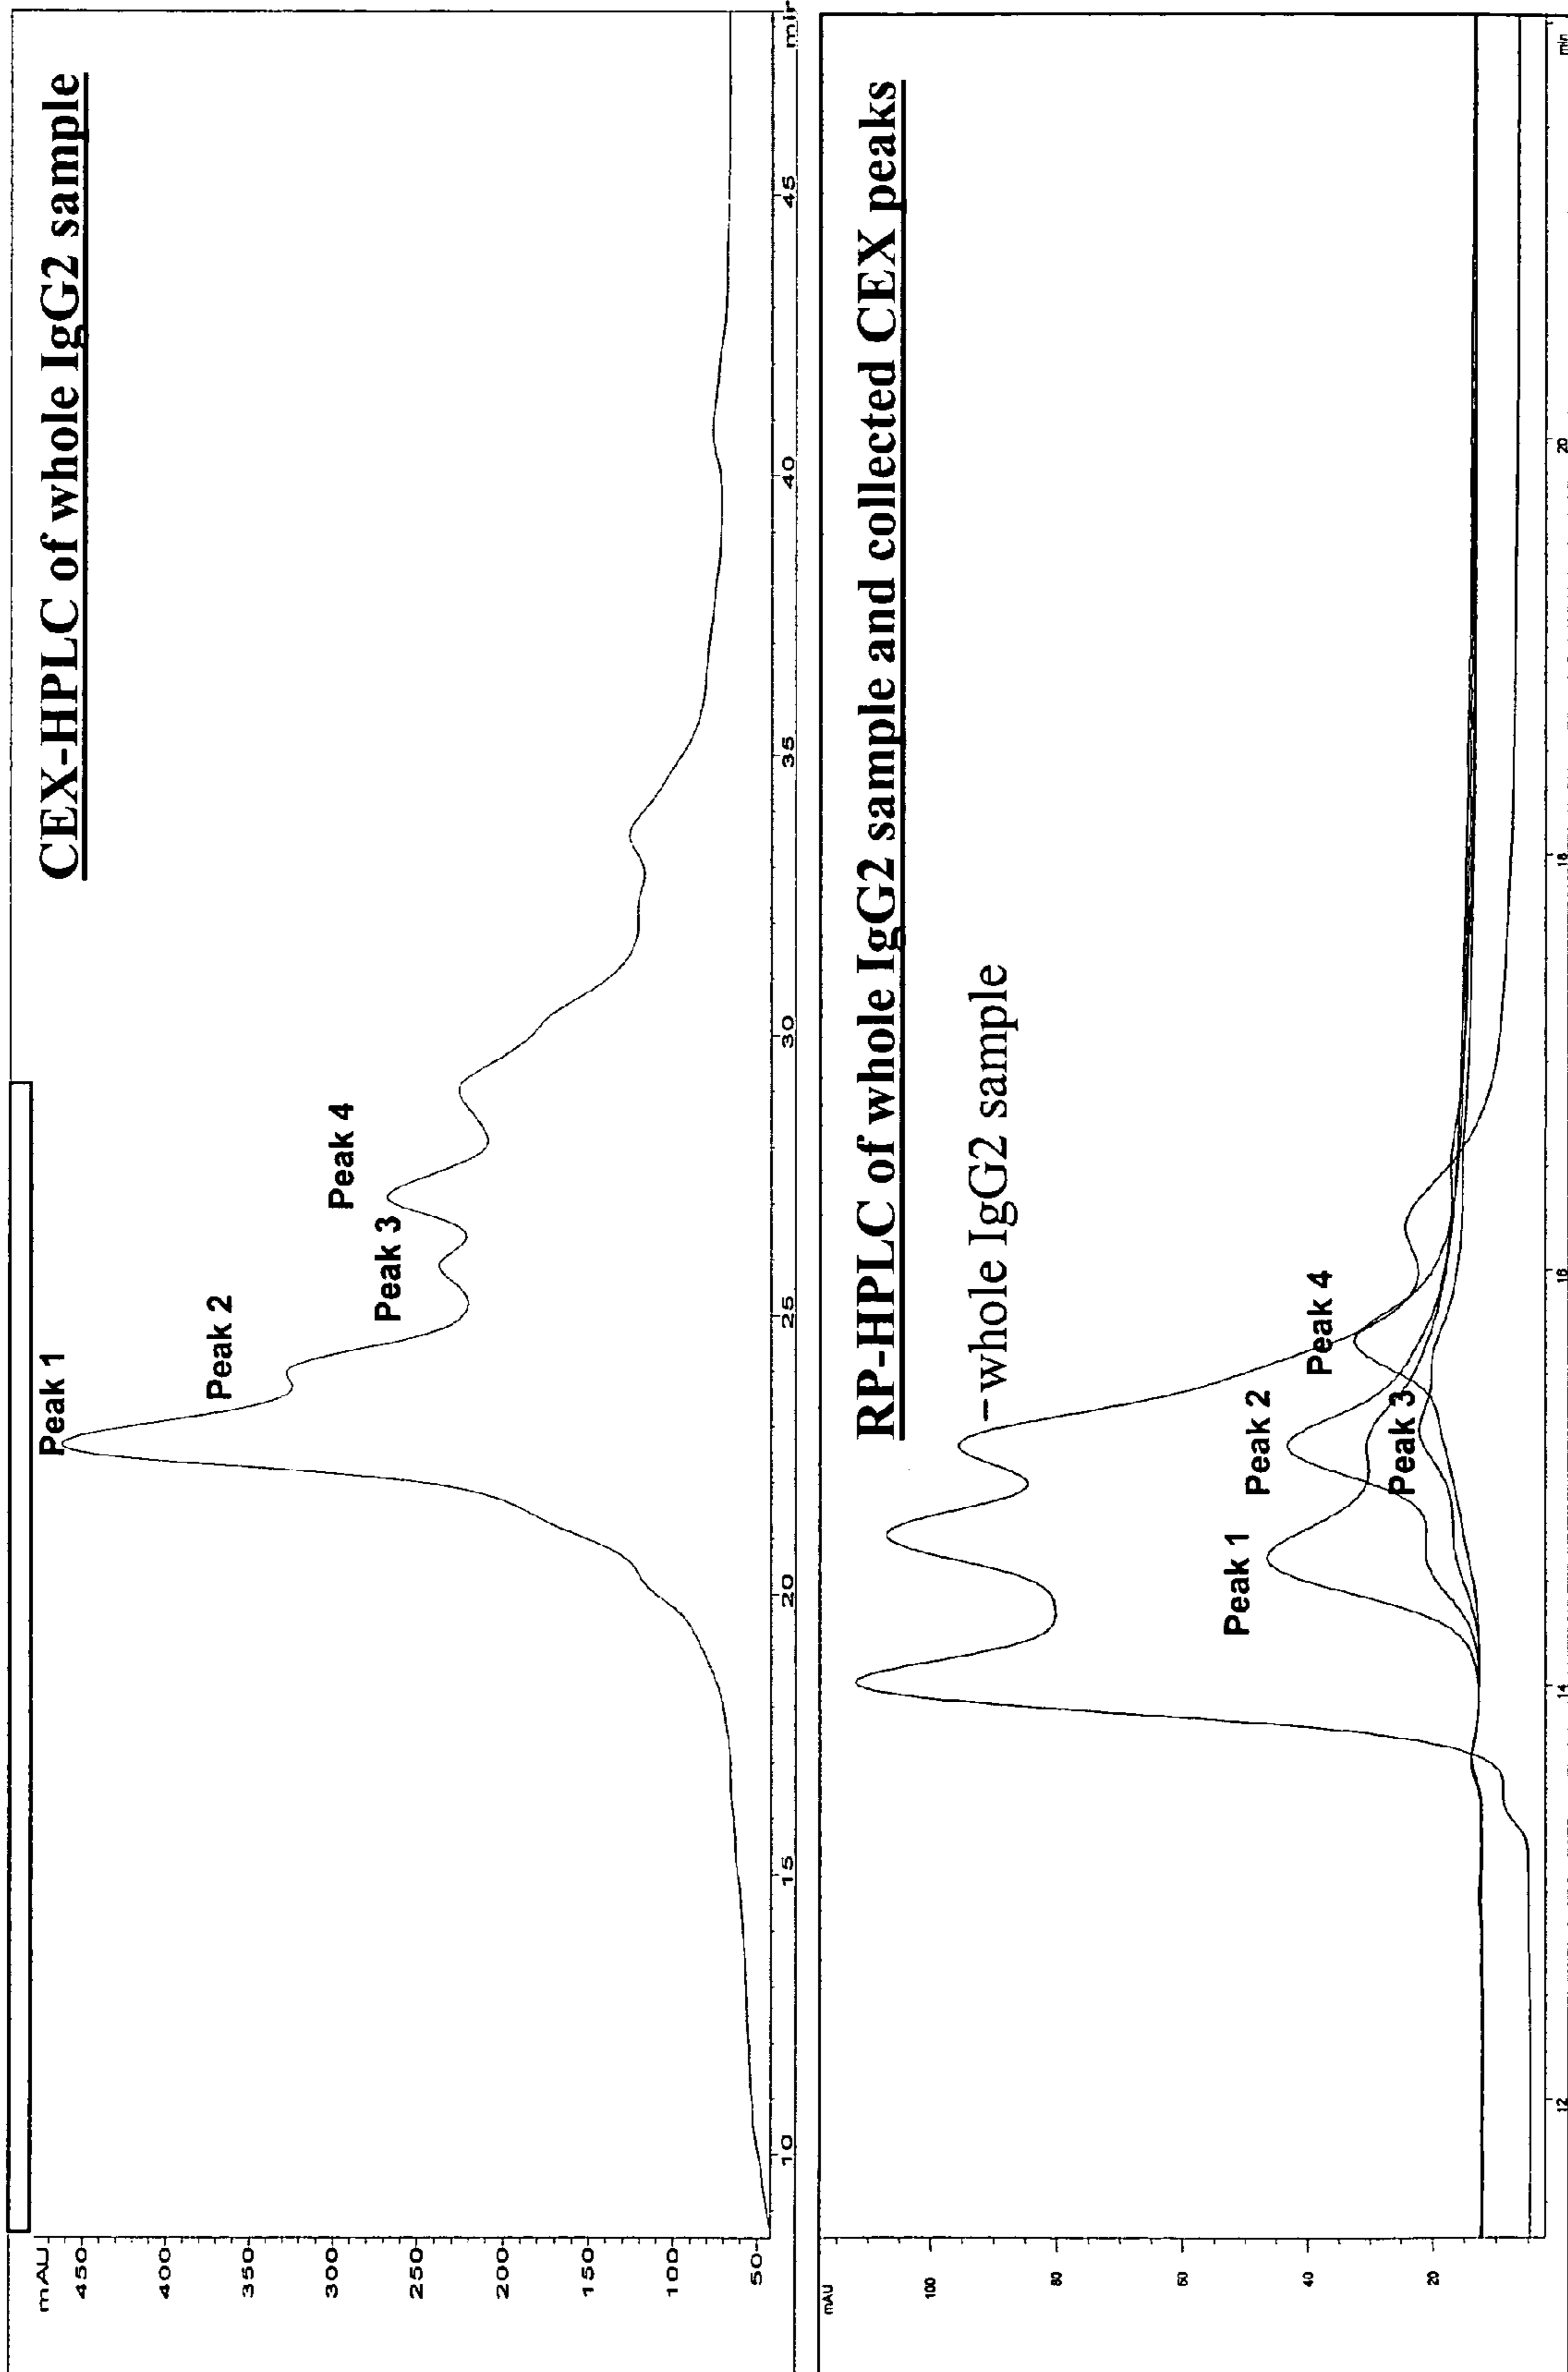 CEX-HPLC of whole IgG2 sample
mAU
450
400
350
300
250
200
150
100
50
Peak 1
Peak 2
Peak 3
Peak 4
10
15
20
25
30
35
40
45
min
RP-HPLC of whole IgG2 sample and collected CEX peaks
mAU
100
80
60
40
20
–whole IgG2 sample
Peak 1
Peak 2
Peak 3
Peak 4
12
14
16
18
20
min